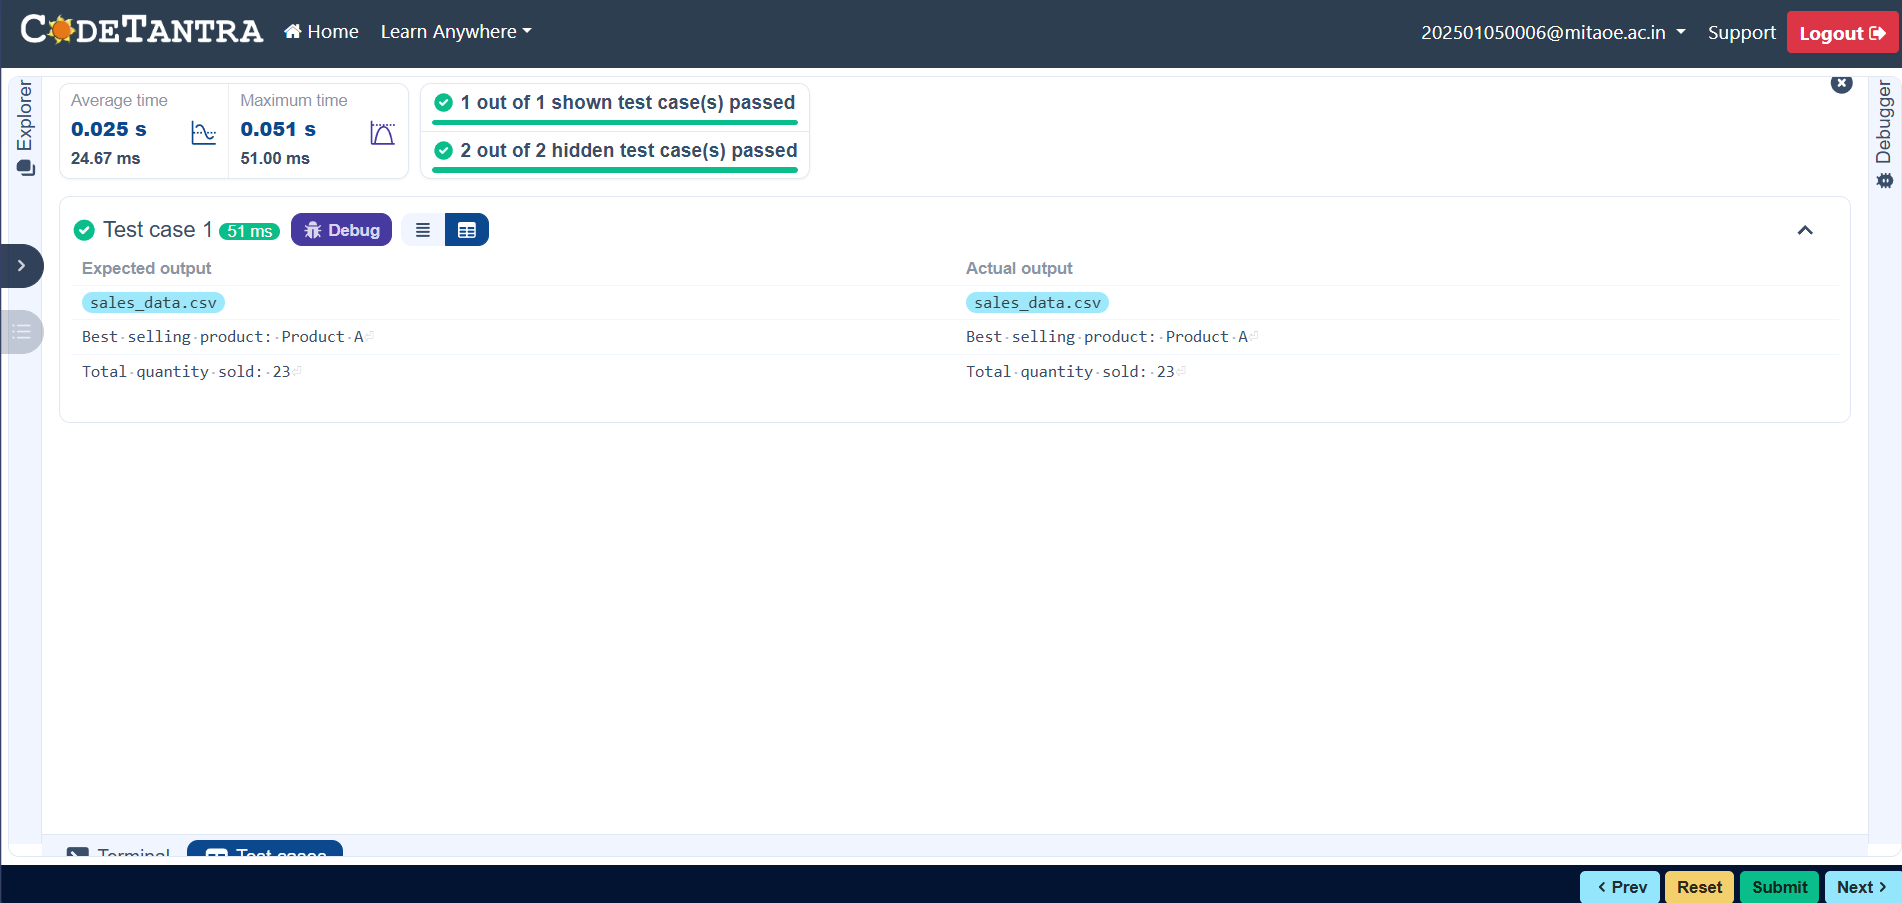 CODETANTRA Home Learn Anywhere 202501050006@mitaoe.ac.in Support Logout
Explorer
Average time Maximum time
0.025 s 0.051 s
24.67 ms 51.00 ms
1 out of 1 shown test case(s) passed
2 out of 2 hidden test case(s) passed
Debugger
Test case 1 51 ms Debug
Expected output Actual output
sales_data.csv sales_data.csv
Best·selling·product:·Product·A⏎ Best·selling·product:·Product·A⏎
Total·quantity·sold:·23⏎ Total·quantity·sold:·23⏎
Terminal Test cases
Prev Reset Submit Next